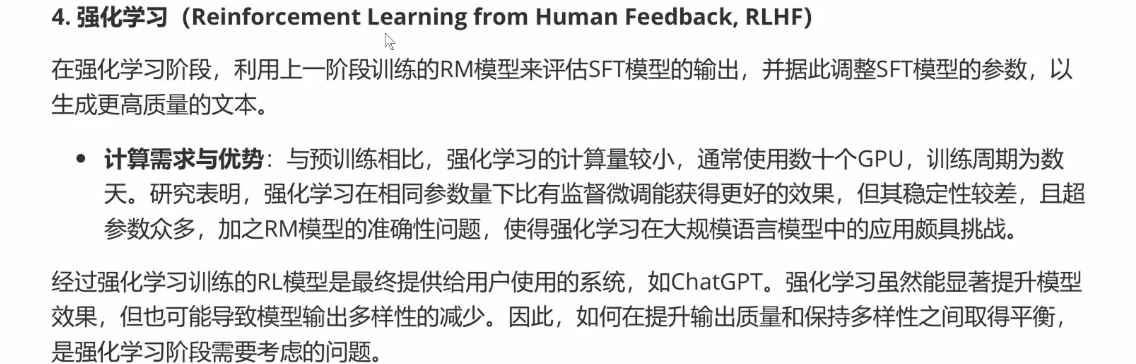 4. 强化学习（Reinforcement Learning from Human Feedback, RLHF）
在强化学习阶段，利用上一阶段训练的RM模型来评估SFT模型的输出，并据此调整SFT模型的参数，以
生成更高质量的文本。
• 计算需求与优势：与预训练相比，强化学习的计算量较小，通常使用数十个GPU，训练周期为数
天。研究表明，强化学习在相同参数量下比有监督微调能获得更好的效果，但其稳定性较差，且超
参数众多，加之RM模型的准确性问题，使得强化学习在大规模语言模型中的应用颇具挑战。
经过强化学习训练的RL模型是最终提供给用户使用的系统，如ChatGPT。强化学习虽然能显著提升模型
效果，但也可能导致模型输出多样性的减少。因此，如何在提升输出质量和保持多样性之间取得平衡，
是强化学习阶段需要考虑的问题。